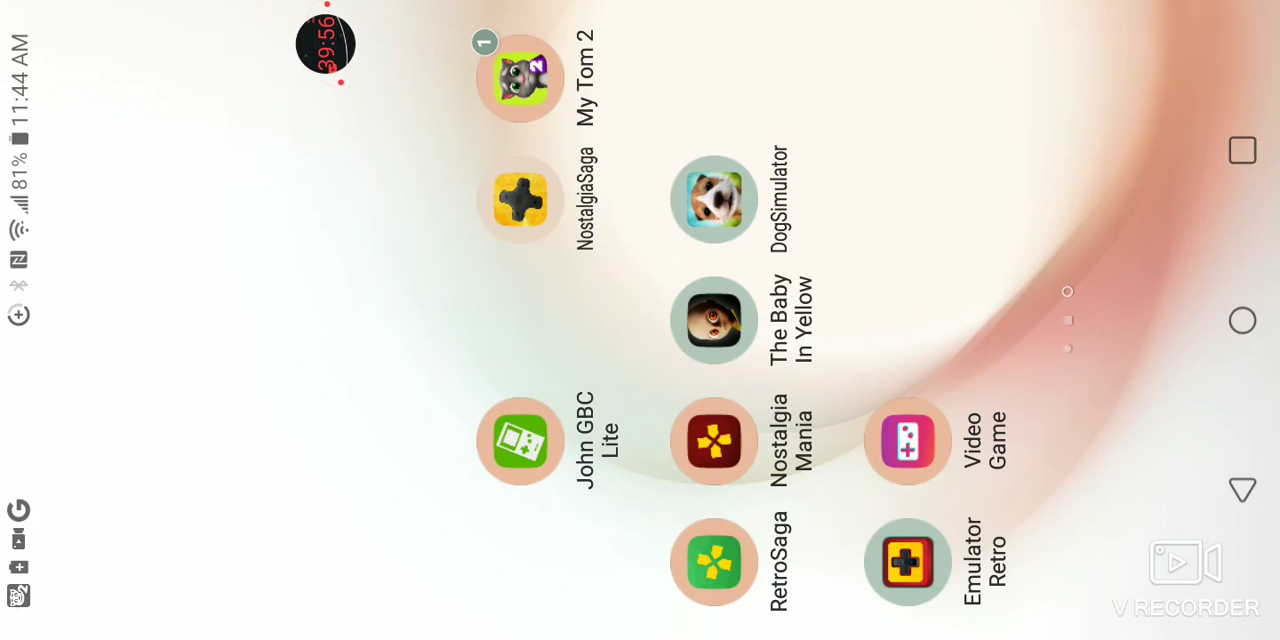 11:44 AM
81%
39:56
1
My Tom 2
NostalgiaSaga
John GBC
Lite
DogSimulator
The Baby
In Yellow
Nostalgia
Mania
RetroSaga
Video
Game
Emulator
Retro
V RECORDER